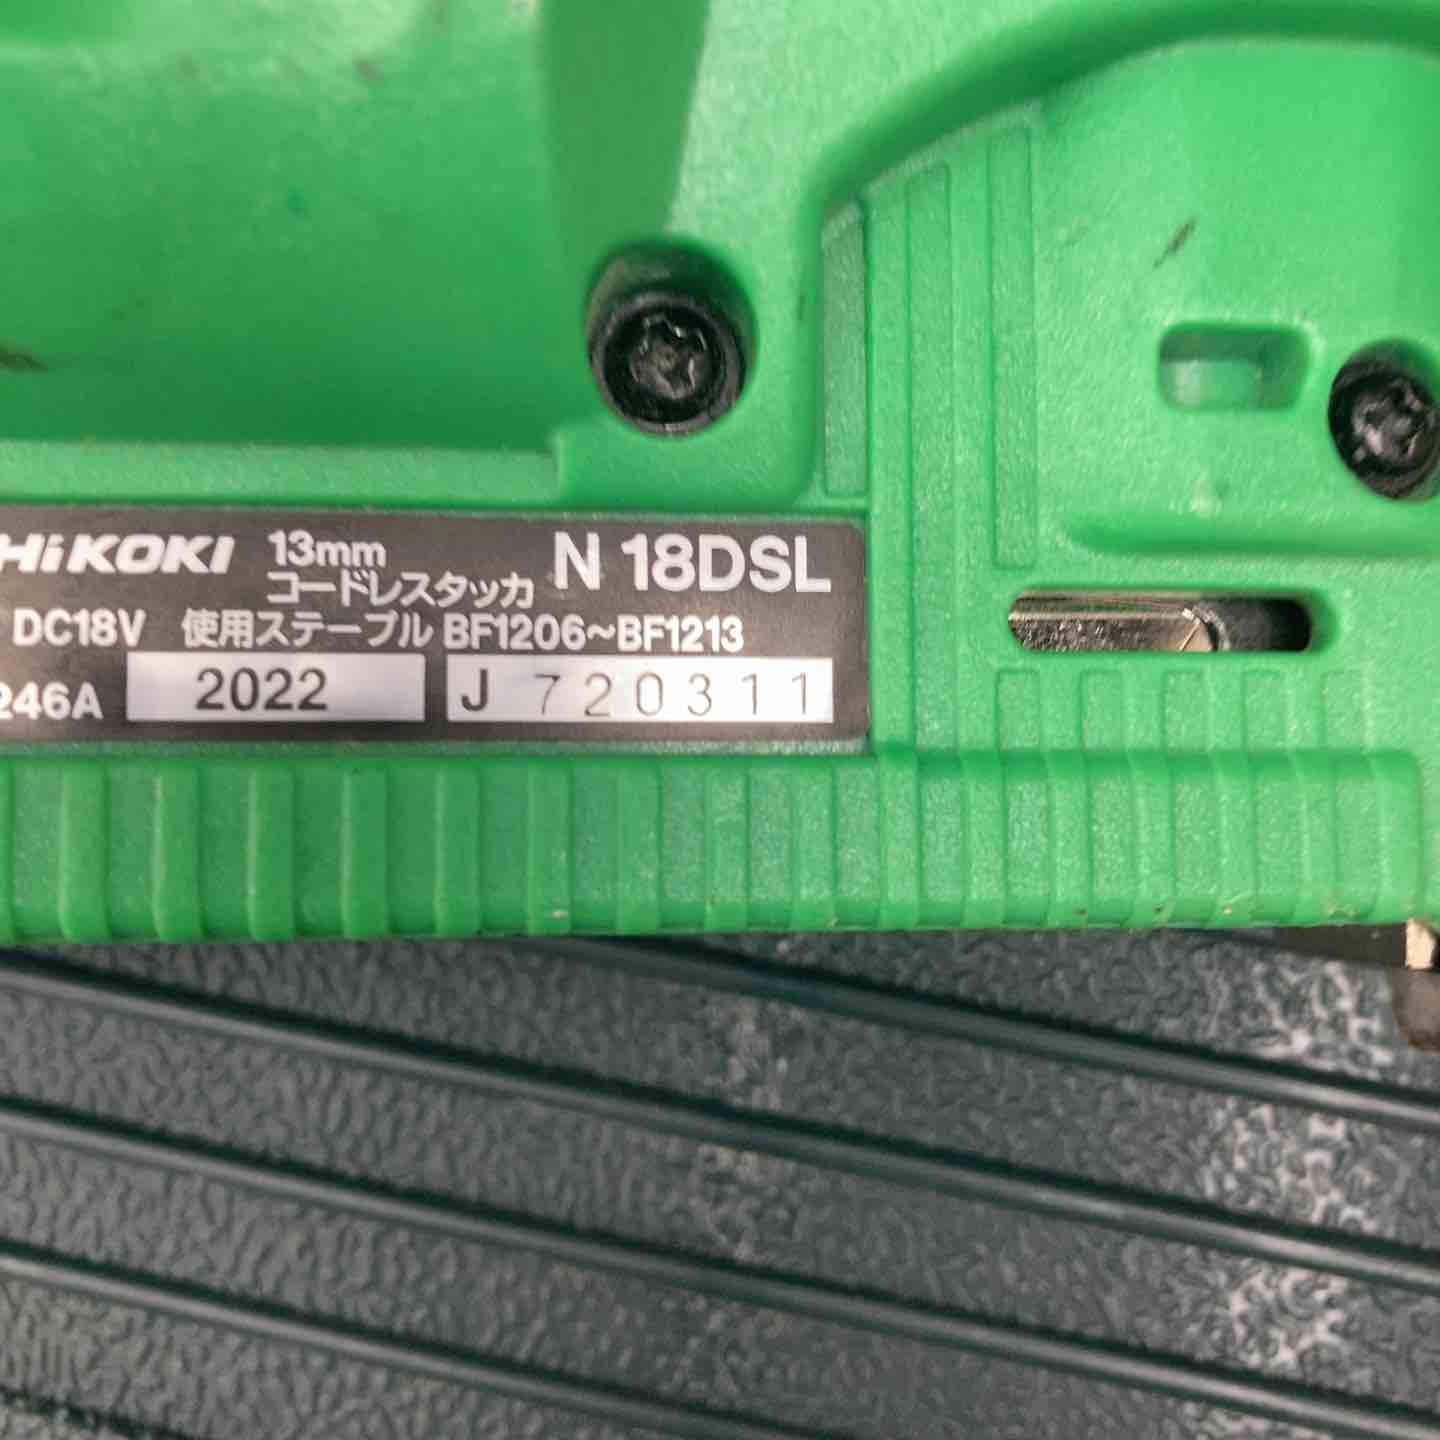 HiKOKI 13mm コードレスタッカ N 18DSL
DC18V 使用ステープル BF1206~BF1213
246A 2022 J 720311